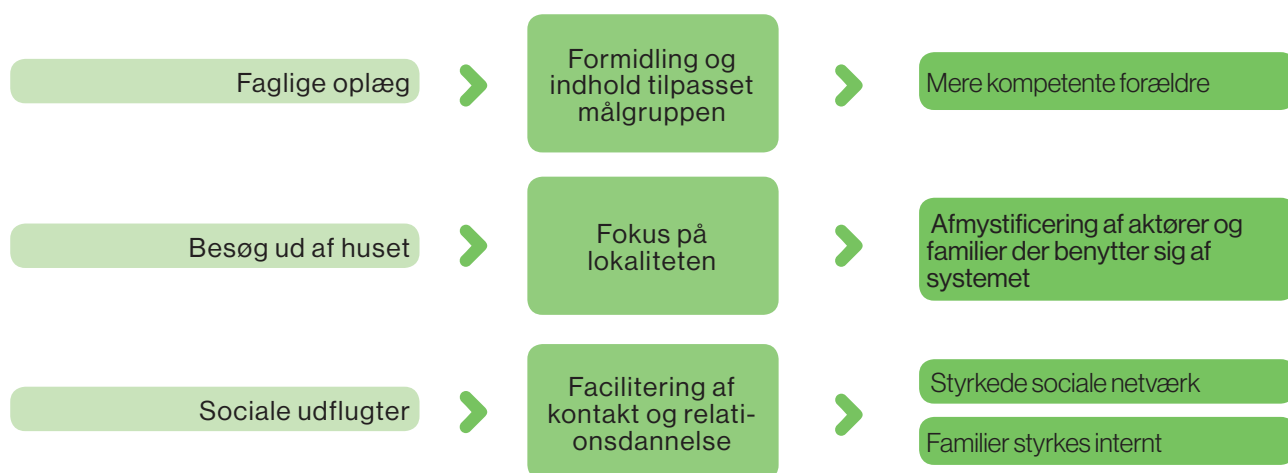 Faglige oplæg
Formidling og
indhold tilpasset
målgruppen
Mere kompetente forældre
Besøg ud af huset
Fokus på
lokaliteten
Afmystificering af aktører og
familier der benytter sig af
systemet
Sociale udflugter
Facilitering af
kontakt og relati-
onsdannelse
Styrkede sociale netværk
Familier styrkes internt